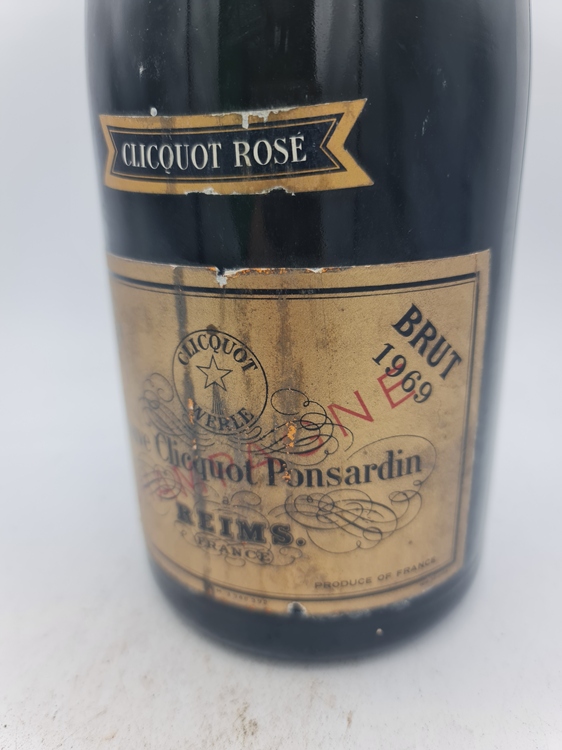 CLICQUOT ROSÉ
BRUT
1969
CLICQUOT
WERLE
Clicquot Ponsardin
REIMS.
FRANCE
PRODUCE OF FRANCE